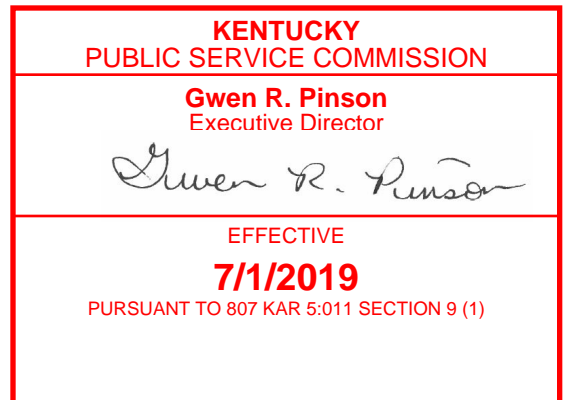 KENTUCKY
PUBLIC SERVICE COMMISSION
Gwen R. Pinson
Executive Director
Gwen R. Pinson
EFFECTIVE
7/1/2019
PURSUANT TO 807 KAR 5:011 SECTION 9 (1)